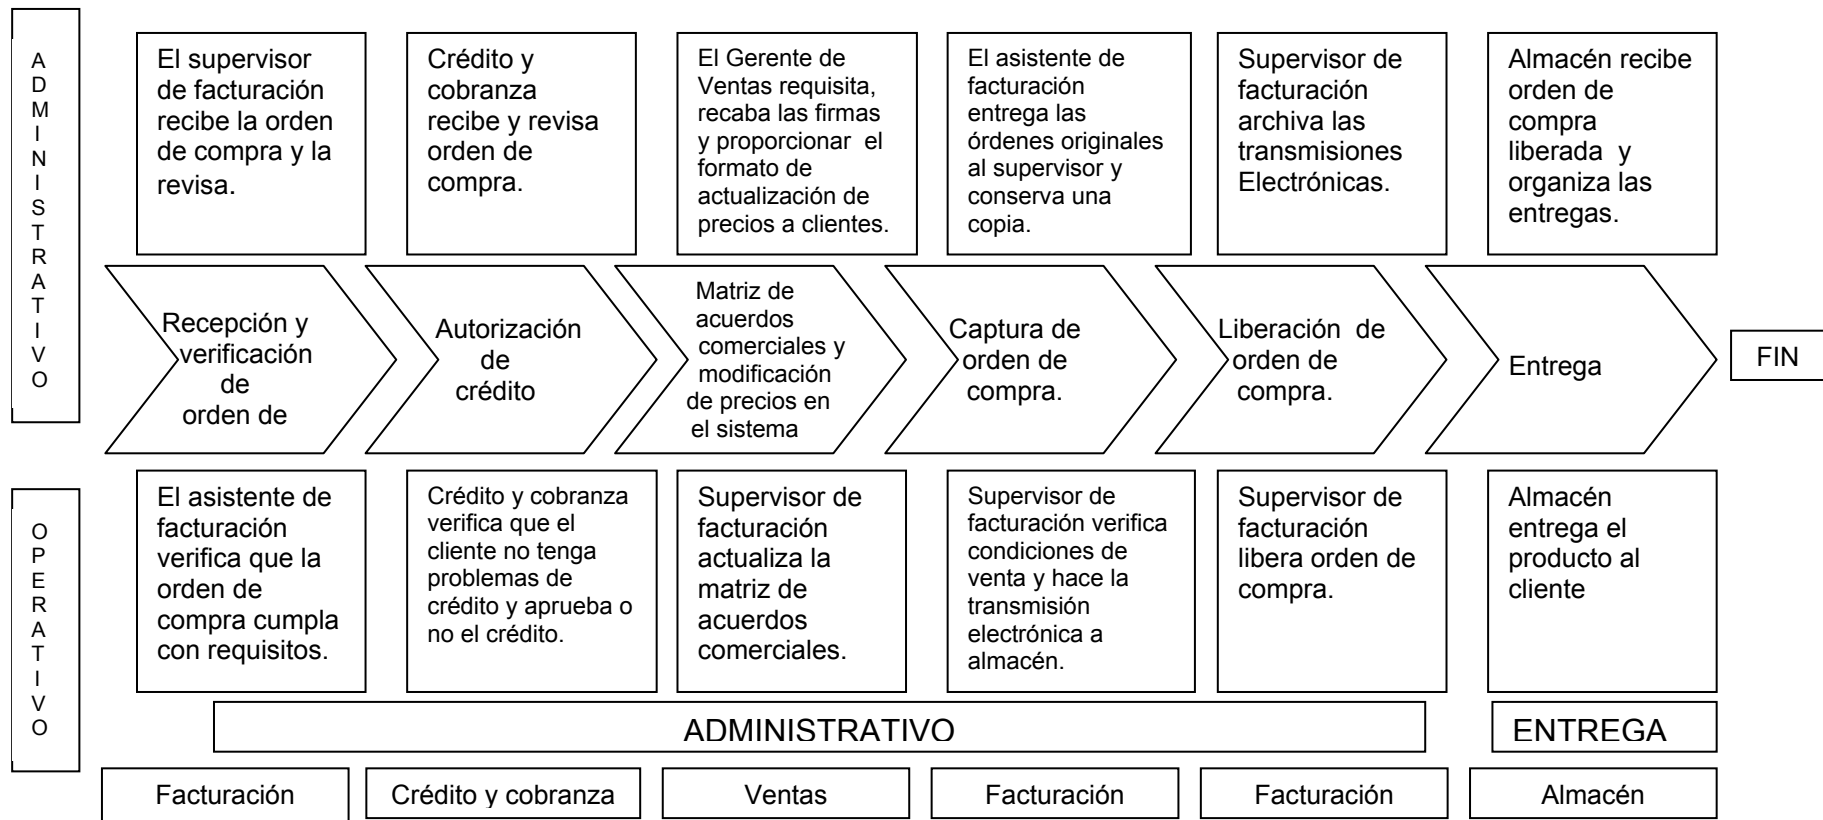 ADMINISTRATIVO
El supervisor
de facturación
recibe la orden
de compra y la
revisa.
Crédito y
cobranza
recibe y revisa
orden de
compra.
El Gerente de
Ventas requisita,
recaba las firmas
y proporcionar el
formato de
actualización de
precios a clientes.
El asistente de
facturación
entrega las
órdenes originales
al supervisor y
conserva una
copia.
Supervisor de
facturación
archiva las
transmisiones
Electrónicas.
Almacén recibe
orden de
compra
liberada y
organiza las
entregas.
Recepción y
verificación
de
orden de
Autorización
de
crédito
Matriz de
acuerdos
comerciales y
modificación
de precios en
el sistema
Captura de
orden de
compra.
Liberación de
orden de
compra.
Entrega
FIN
OPERATIVO
El asistente de
facturación
verifica que la
orden de
compra cumpla
con requisitos.
Crédito y cobranza
verifica que el
cliente no tenga
problemas de
crédito y aprueba o
no el crédito.
Supervisor de
facturación
actualiza la
matriz de
acuerdos
comerciales.
Supervisor de
facturación verifica
condiciones de
venta y hace la
transmisión
electrónica a
almacén.
Supervisor de
facturación
libera orden de
compra.
Almacén
entrega el
producto al
cliente
ADMINISTRATIVO
ENTREGA
Facturación
Crédito y cobranza
Ventas
Facturación
Facturación
Almacén